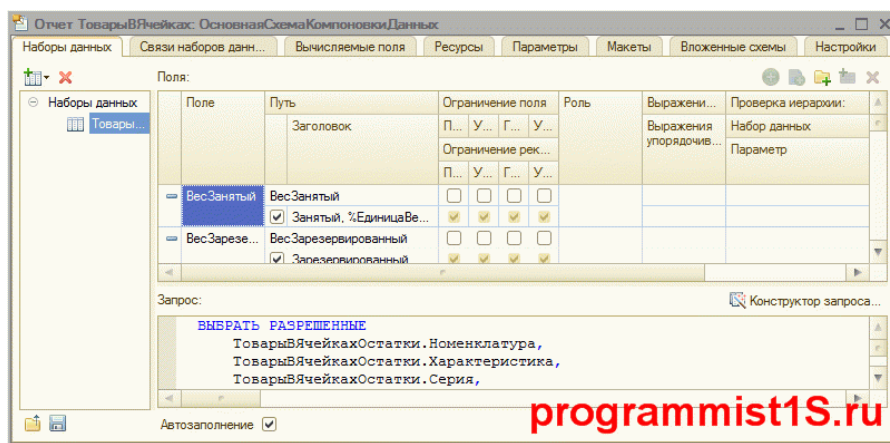 Отчет ТоварыВЯчейках: ОсновнаяСхемаКомпоновкиДанных
Наборы данных Связи наборов данн... Вычисляемые поля Ресурсы Параметры Макеты Вложенные схемы Настройки
Поля:
Наборы данных
Товары...
Поле Путь Ограничение поля Роль Выражени... Проверка иерархии:
Заголовок П... У... Г... У... Выражения упорядочив... Набор данных
Ограничение рек... Параметр
П... У... Г... У...
ВесЗанятый ВесЗанятый
Занятый, %ЕдиницаВе...
ВесЗарезе... ВесЗарезервированный
Зарезервированный
Запрос:
Конструктор запроса...
ВЫБРАТЬ РАЗРЕШЕННЫЕ
ТоварыВЯчейкахОстатки.Номенклатура,
ТоварыВЯчейкахОстатки.Характеристика,
ТоварыВЯчейкахОстатки.Серия,
Автозаполнение
programmist1S.ru